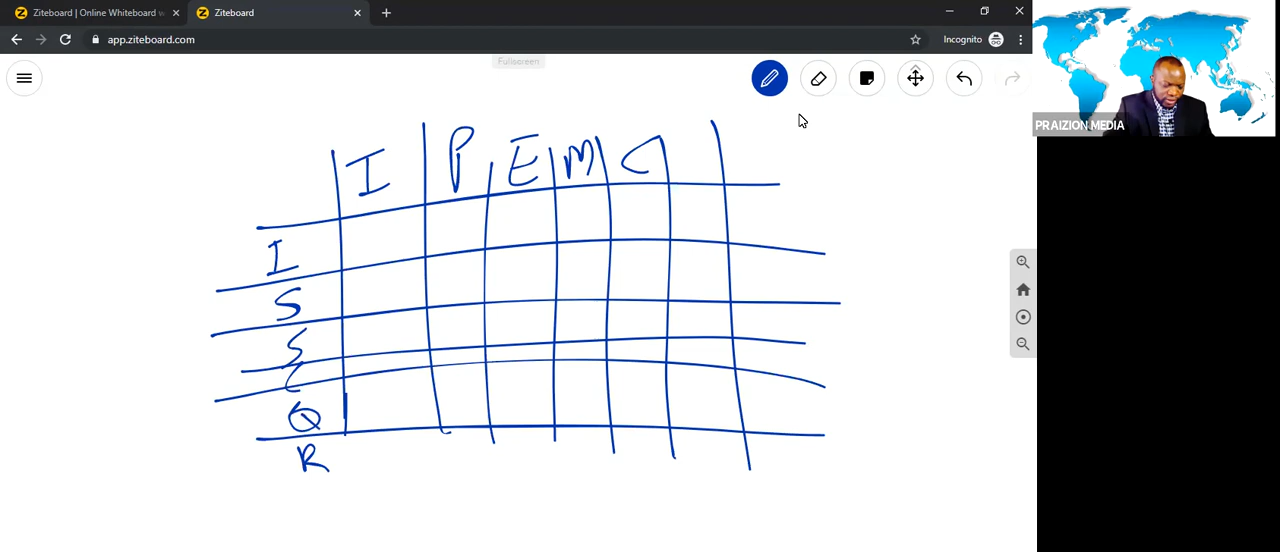 Ziteboard | Online Whiteboard w
Ziteboard
app.ziteboard.com
Incognito
Fullscreen
PRAIZION MEDIA
I P E M C
I
S
S
C
Q
R